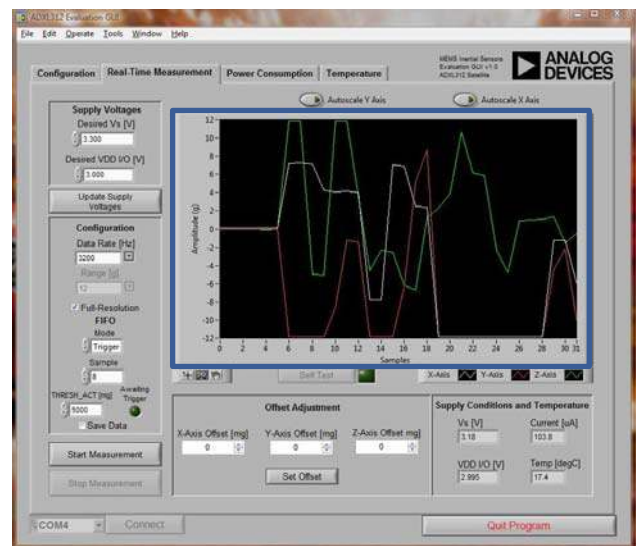 ADXL312 Evaluation GUI
File Edit Operate Tools Window Help
Configuration Real-Time Measurement Power Consumption Temperature
MEMS Inertial Sensors
Evaluation GUI v1.0
ADXL312 Satellite
ANALOG
DEVICES
Supply Voltages
Desired Vs [V]
3.300
Desired VDD I/O [V]
3.000
Update Supply
Voltages
Configuration
Data Rate [Hz]
3200
Range [g]
12
Full-Resolution
FIFO
Mode
Trigger
Sample
8
THRESH_ACT [mg]
Awaiting
Trigger
5000
Save Data
Start Measurement
Stop Measurement
Autoscale Y Axis Autoscale X Axis
Amplitude (g)
12
10
8
6
4
2
0
-2
-4
-6
-8
-10
-12
0 2 4 6 8 10 12 14 16 18 20 22 24 26 28 30 31
Samples
Self Test
X-Axis Y-Axis Z-Axis
Offset Adjustment
X-Axis Offset [mg] Y-Axis Offset [mg] Z-Axis Offset mg]
0 0 0
Set Offset
Supply Conditions and Temperature
Vs [V] Current [uA]
3.18 103.8
VDD I/O [V] Temp [degC]
2.995 17.4
COM4 Connect Quit Program